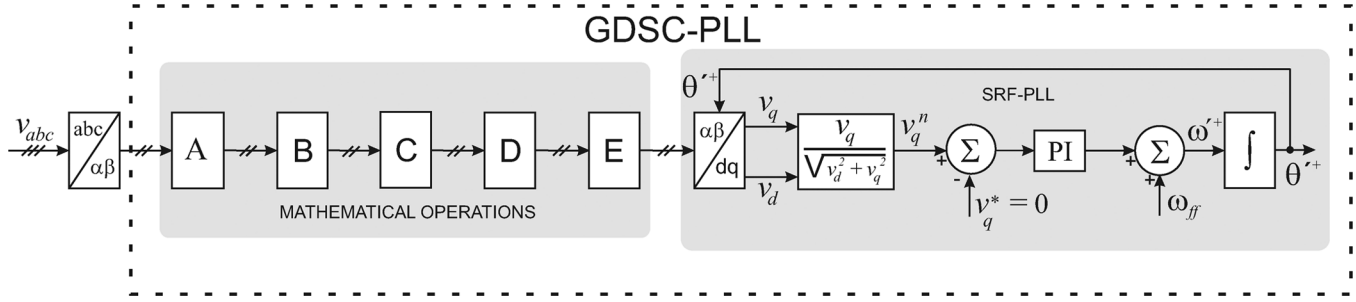 GDSC-PLL
v_abc
abc
αβ
A
B
C
D
E
MATHEMATICAL OPERATIONS
θ´⁺
αβ
dq
v_q
v_d
v_q
√v_d² + v_q²
v_q^n
SRF-PLL
Σ
+
-
v_q^* = 0
PI
Σ
+
+
ω_ff
ω´⁺
∫
θ´⁺